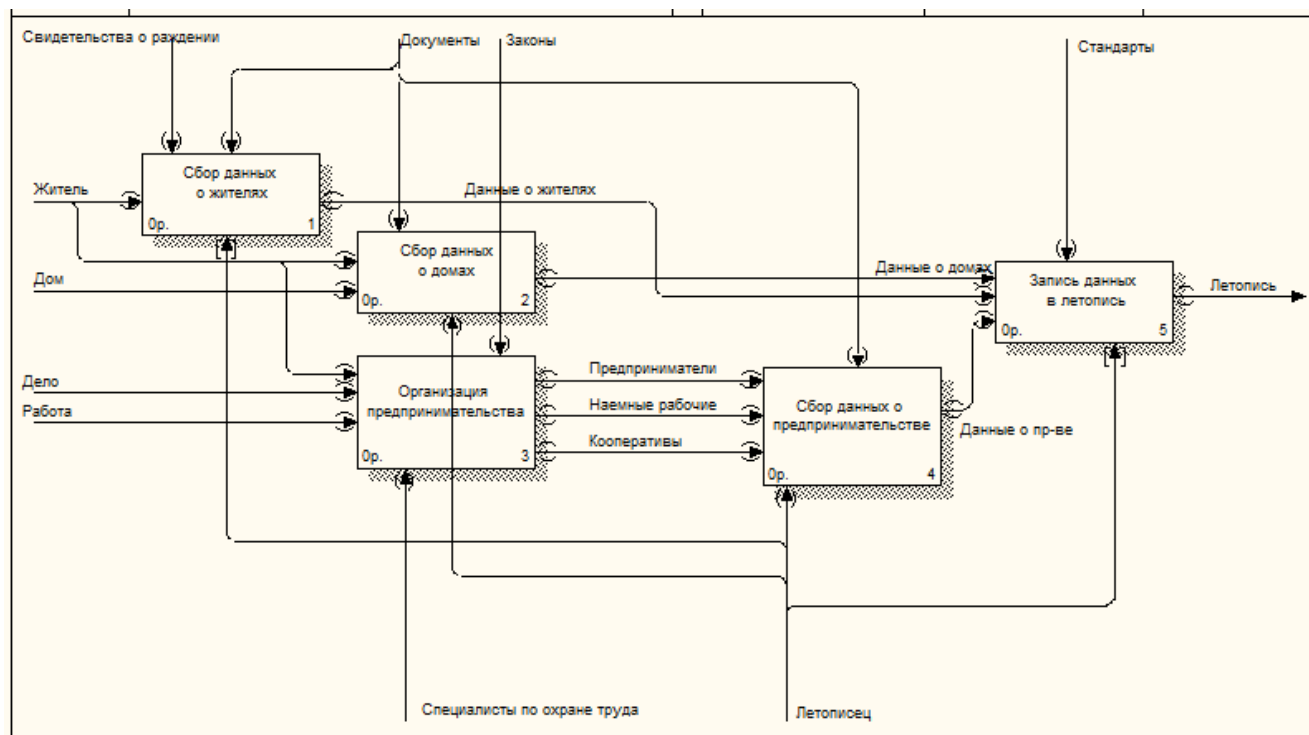 Свидетельства о раждении
Документы
Законы
Стандарты
Житель
Сбор данных
о жителях
0р.
1
Данные о жителях
Дом
Сбор данных
о домах
0р.
2
Данные о домах
Запись данных
в летопись
0р.
5
Летопись
Дело
Работа
Организация
предпринимательства
0р.
3
Предприниматели
Наемные рабочие
Кооперативы
Сбор данных о
предпринимательстве
0р.
4
Данные о пр-ве
Специалисты по охране труда
Летописец